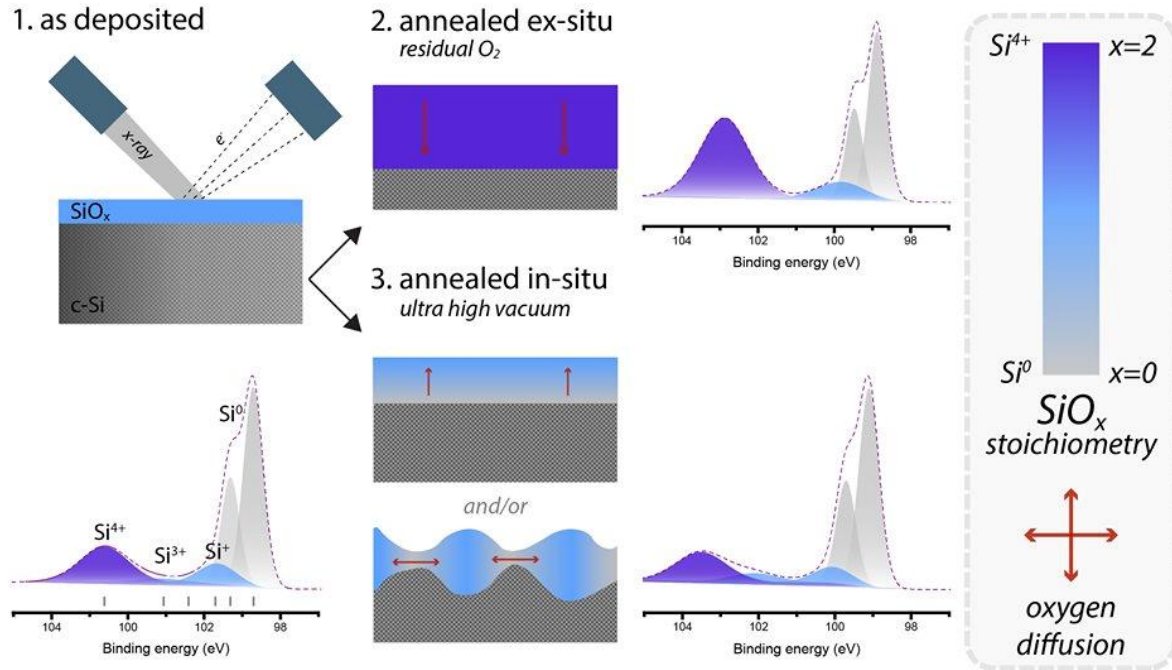 1. as deposited
x-ray
e
SiOx
c-Si
Si⁴⁺
Si³⁺
Si⁺
Si⁰
104
100
102
98
Binding energy (eV)
2. annealed ex-situ
residual O₂
104
102
100
98
Binding energy (eV)
3. annealed in-situ
ultra high vacuum
and/or
104
102
100
98
Binding energy (eV)
Si⁴⁺
x=2
Si⁰
x=0
SiOx
stoichiometry
oxygen
diffusion